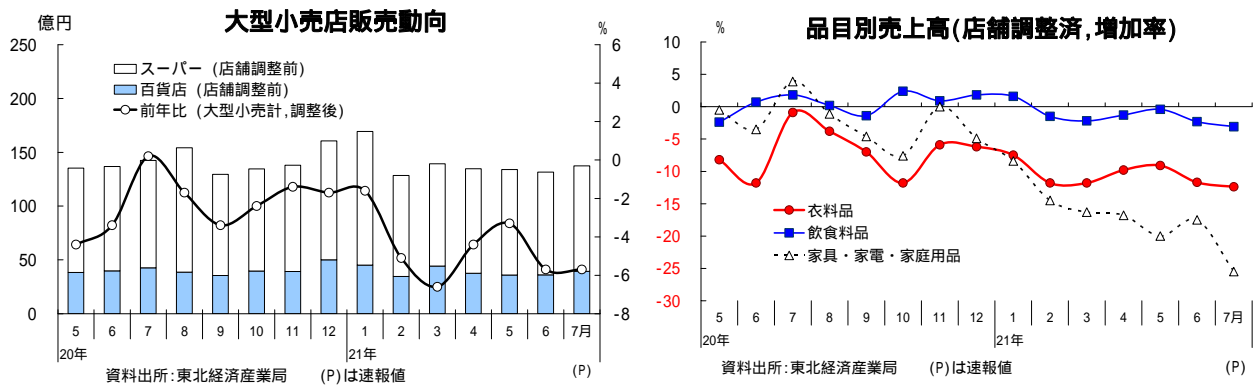 大型小売店販売動向
億円
%
250
200
150
100
50
0
6
4
2
0
-2
-4
-6
-8
スーパー (店舗調整前)
百貨店 (店舗調整前)
前年比 (大型小売計,調整後)
5 6 7 8 9 10 11 12 1 2 3 4 5 6 7月
20年 21年
資料出所:東北経済産業局 (P)は速報値 (P)
品目別売上高(店舗調整済,増加率)
%
10
5
0
-5
-10
-15
-20
-25
-30
衣料品
飲食料品
家具・家電・家庭用品
5 6 7 8 9 10 11 12 1 2 3 4 5 6 7月
20年 21年
資料出所:東北経済産業局 (P)は速報値 (P)